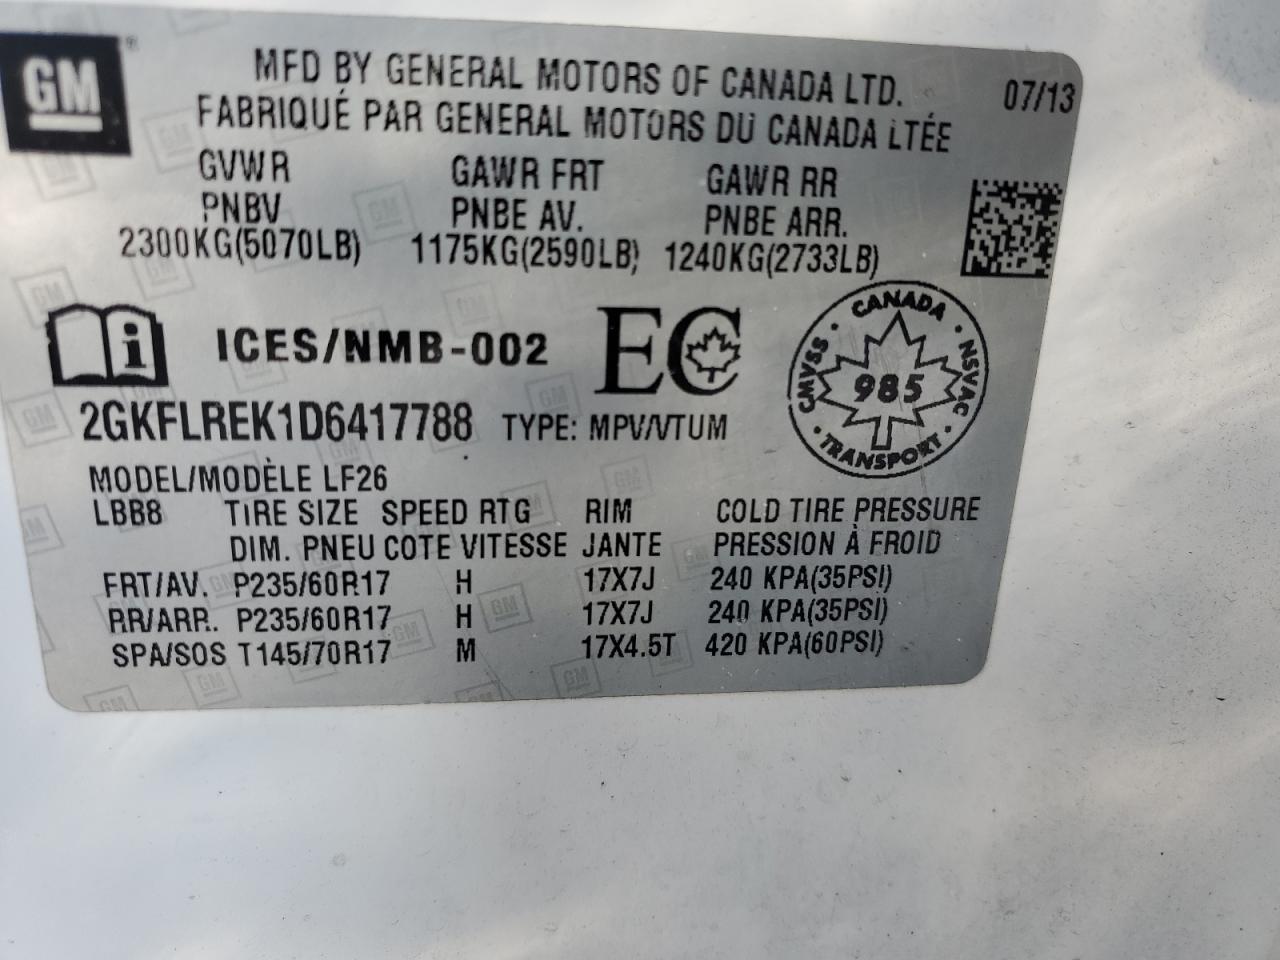 GM
MFD BY GENERAL MOTORS OF CANADA LTD. 07/13
FABRIQUÉ PAR GENERAL MOTORS DU CANADA LTÉE
GVWR GAWR FRT GAWR RR
PNBV PNBE AV. PNBE ARR.
2300KG(5070LB) 1175KG(2590LB) 1240KG(2733LB)
ICES/NMB-002 EC
CANADA
CMVSS 985 NSVAC
TRANSPORT
2GKFLREK1D6417788 TYPE: MPV/VTUM
MODEL/MODÈLE LF26
LBB8 TIRE SIZE SPEED RTG RIM COLD TIRE PRESSURE
DIM. PNEU COTE VITESSE JANTE PRESSION À FROID
FRT/AV. P235/60R17 H 17X7J 240 KPA(35PSI)
RR/ARR. P235/60R17 H 17X7J 240 KPA(35PSI)
SPA/SOS T145/70R17 M 17X4.5T 420 KPA(60PSI)